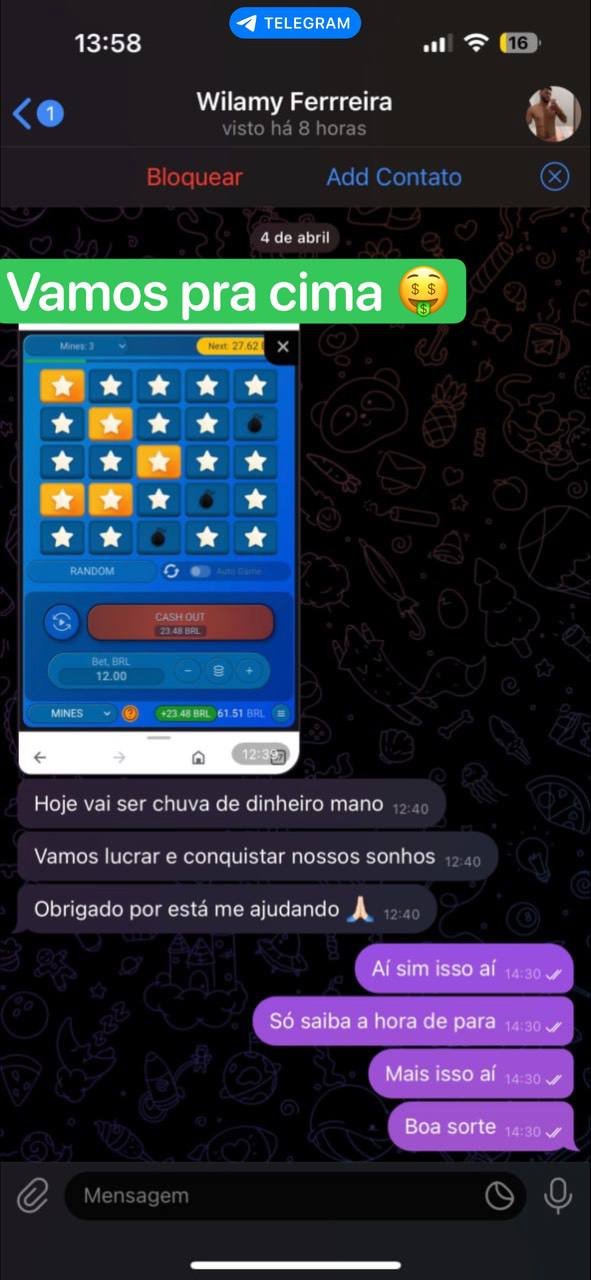 TELEGRAM
13:58
16
1
Wilamy Ferrreira
visto há 8 horas
Bloquear
Add Contato
4 de abril
Vamos pra cima 🤑
Mines: 3
Next: 27.62
RANDOM
Auto Game
CASH OUT
23.48 BRL
Bet, BRL
12.00
MINES
+23.48 BRL
61.51 BRL
12:39
Hoje vai ser chuva de dinheiro mano 12:40
Vamos lucrar e conquistar nossos sonhos 12:40
Obrigado por está me ajudando 🙏🏻 12:40
Aí sim isso aí 14:30
Só saiba a hora de para 14:30
Mais isso aí 14:30
Boa sorte 14:30
Mensagem